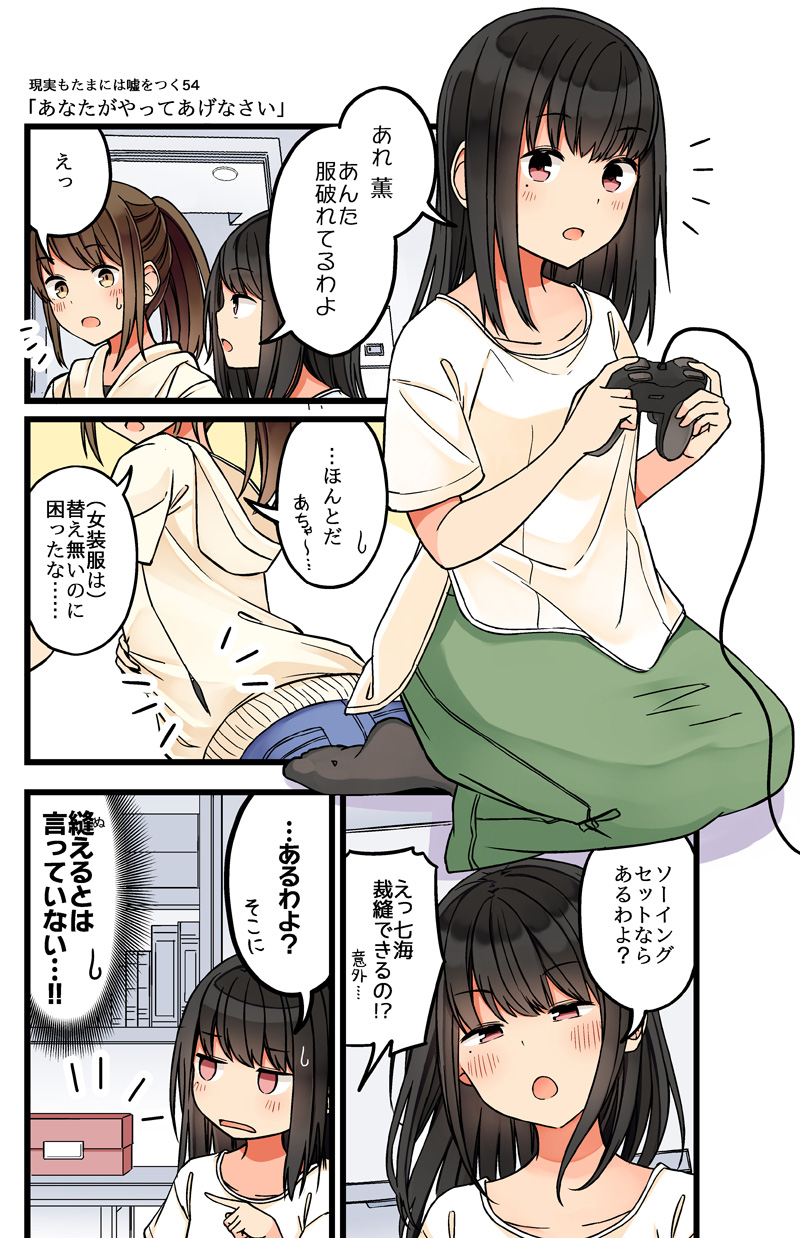 現実もたまには嘘をつく54
「あなたがやってあげなさい」
あれ 薫
あんた
服破れてるわよ
えっ
…ほんとだ
あちゃ〜…
(女装服は)
替え無いのに
困ったな……
ソーイング
セットなら
あるわよ?
えっ七海
裁縫できるの!?
意外…
…あるわよ?
そこに
縫えるとは
ぬ
言っていない…!!